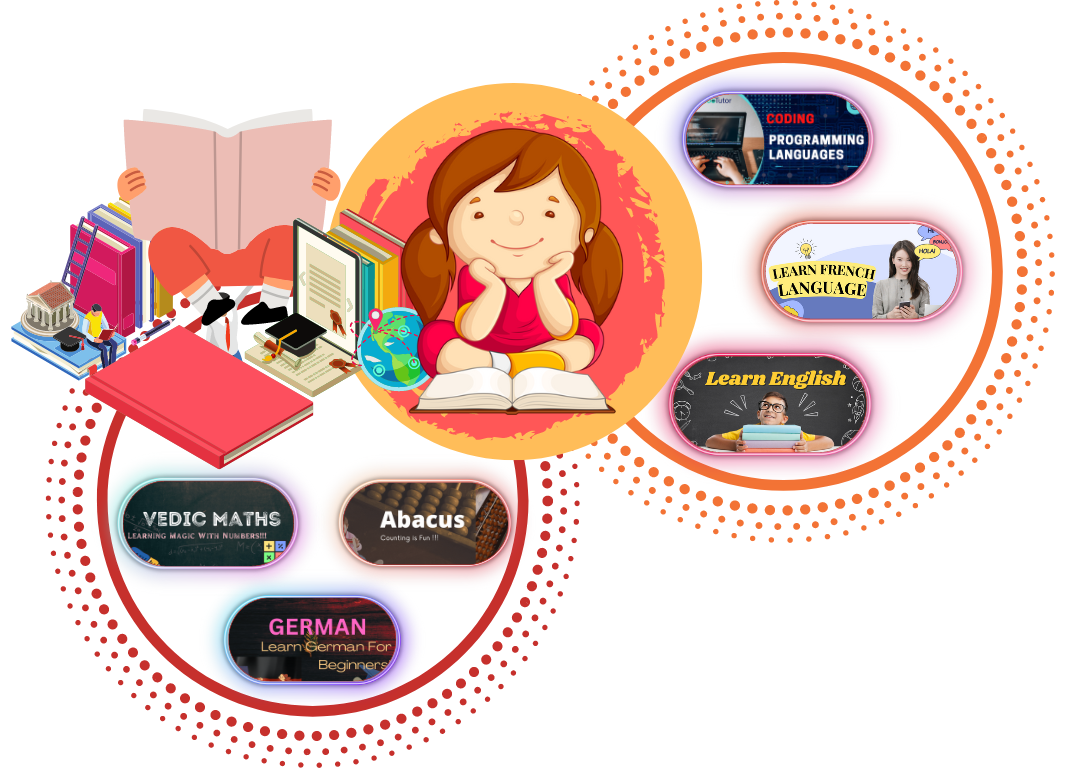 CODING
PROGRAMMING
LANGUAGES
HOLA!
LEARN FRENCH
LANGUAGE
Learn English
VEDIC MATHS
LEARNING MAGIC WITH NUMBERS!!!
Abacus
Counting is Fun !!!
GERMAN
Learn German For
Beginners